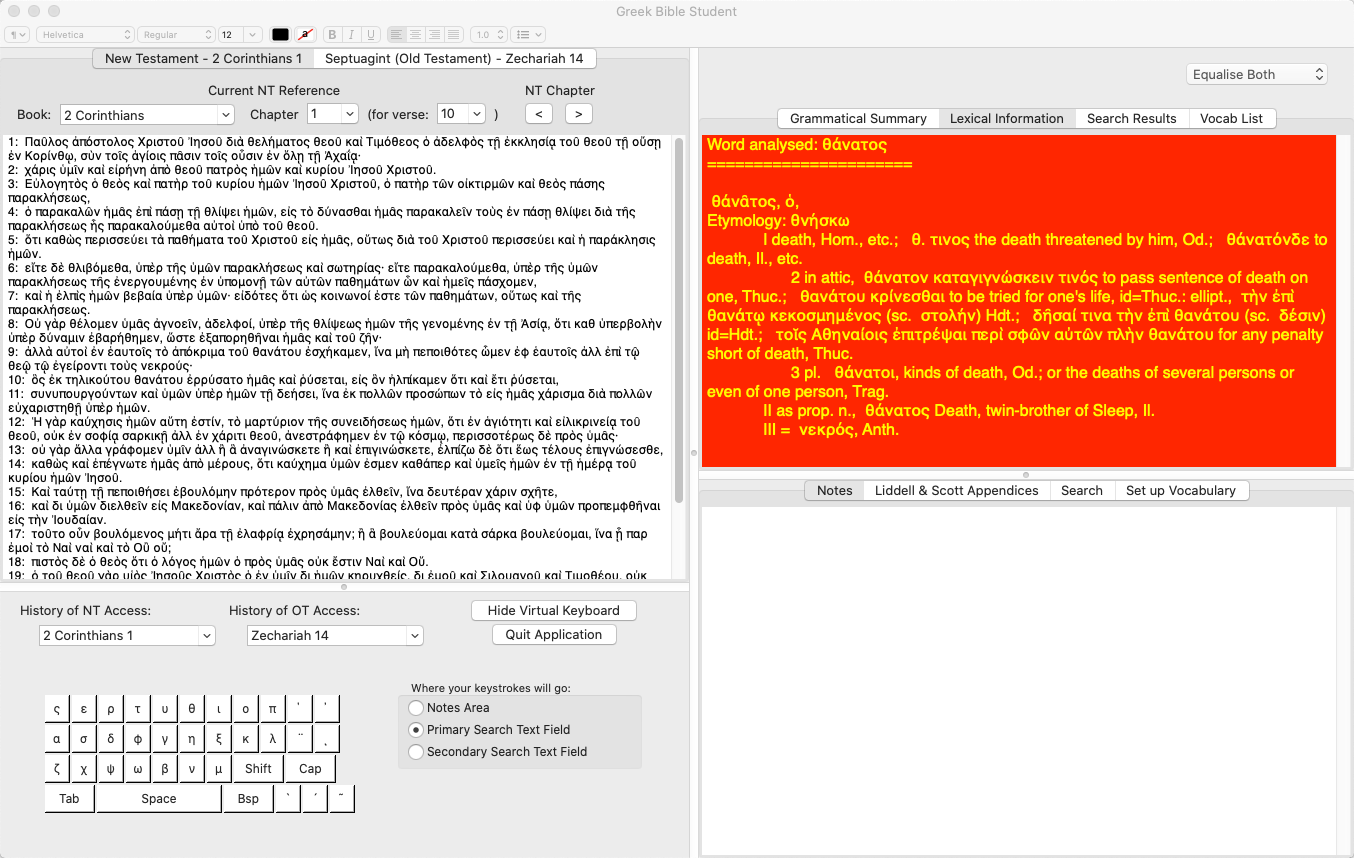 Greek Bible Student
Helvetica Regular 12 a B I U 1.0
New Testament - 2 Corinthians 1 Septuagint (Old Testament) - Zechariah 14
Current NT Reference NT Chapter
Book: 2 Corinthians Chapter 1 (for verse: 10 ) < >
1: Παῦλος ἀπόστολος Χριστοῦ Ἰησοῦ διὰ θελήματος θεοῦ καὶ Τιμόθεος ὁ ἀδελφὸς τῇ ἐκκλησίᾳ τοῦ θεοῦ τῇ οὔσῃ
ἐν Κορίνθῳ, σὺν τοῖς ἁγίοις πᾶσιν τοῖς οὖσιν ἐν ὅλῃ τῇ Ἀχαΐᾳ·
2: χάρις ὑμῖν καὶ εἰρήνη ἀπὸ θεοῦ πατρὸς ἡμῶν καὶ κυρίου Ἰησοῦ Χριστοῦ.
3: Εὐλογητὸς ὁ θεὸς καὶ πατὴρ τοῦ κυρίου ἡμῶν Ἰησοῦ Χριστοῦ, ὁ πατὴρ τῶν οἰκτιρμῶν καὶ θεὸς πάσης
παρακλήσεως,
4: ὁ παρακαλῶν ἡμᾶς ἐπὶ πάσῃ τῇ θλίψει ἡμῶν, εἰς τὸ δύνασθαι ἡμᾶς παρακαλεῖν τοὺς ἐν πάσῃ θλίψει διὰ τῆς
παρακλήσεως ἧς παρακαλούμεθα αὐτοὶ ὑπὸ τοῦ θεοῦ.
5: ὅτι καθὼς περισσεύει τὰ παθήματα τοῦ Χριστοῦ εἰς ἡμᾶς, οὕτως διὰ τοῦ Χριστοῦ περισσεύει καὶ ἡ παράκλησις
ἡμῶν.
6: εἴτε δὲ θλιβόμεθα, ὑπὲρ τῆς ὑμῶν παρακλήσεως καὶ σωτηρίας· εἴτε παρακαλούμεθα, ὑπὲρ τῆς ὑμῶν
παρακλήσεως τῆς ἐνεργουμένης ἐν ὑπομονῇ τῶν αὐτῶν παθημάτων ὧν καὶ ἡμεῖς πάσχομεν,
7: καὶ ἡ ἐλπὶς ἡμῶν βεβαία ὑπὲρ ὑμῶν· εἰδότες ὅτι ὡς κοινωνοί ἐστε τῶν παθημάτων, οὕτως καὶ τῆς
παρακλήσεως.
8: Οὐ γὰρ θέλομεν ὑμᾶς ἀγνοεῖν, ἀδελφοί, ὑπὲρ τῆς θλίψεως ἡμῶν τῆς γενομένης ἐν τῇ Ἀσίᾳ, ὅτι καθ ὑπερβολὴν
ὑπὲρ δύναμιν ἐβαρήθημεν, ὥστε ἐξαπορηθῆναι ἡμᾶς καὶ τοῦ ζῆν·
9: ἀλλὰ αὐτοὶ ἐν ἑαυτοῖς τὸ ἀπόκριμα τοῦ θανάτου ἐσχήκαμεν, ἵνα μὴ πεποιθότες ὦμεν ἐφ ἑαυτοῖς ἀλλ ἐπὶ τῷ
θεῷ τῷ ἐγείροντι τοὺς νεκρούς·
10: ὃς ἐκ τηλικούτου θανάτου ἐρρύσατο ἡμᾶς καὶ ῥύσεται, εἰς ὃν ἠλπίκαμεν ὅτι καὶ ἔτι ῥύσεται,
11: συνυπουργούντων καὶ ὑμῶν ὑπὲρ ἡμῶν τῇ δεήσει, ἵνα ἐκ πολλῶν προσώπων τὸ εἰς ἡμᾶς χάρισμα διὰ πολλῶν
εὐχαριστηθῇ ὑπὲρ ἡμῶν.
12: Ἡ γὰρ καύχησις ἡμῶν αὕτη ἐστίν, τὸ μαρτύριον τῆς συνειδήσεως ἡμῶν, ὅτι ἐν ἁγιότητι καὶ εἰλικρινείᾳ τοῦ
θεοῦ, οὐκ ἐν σοφίᾳ σαρκικῇ ἀλλ ἐν χάριτι θεοῦ, ἀνεστράφημεν ἐν τῷ κόσμῳ, περισσοτέρως δὲ πρὸς ὑμᾶς·
13: οὐ γὰρ ἄλλα γράφομεν ὑμῖν ἀλλ ἢ ἃ ἀναγινώσκετε ἢ καὶ ἐπιγινώσκετε, ἐλπίζω δὲ ὅτι ἕως τέλους ἐπιγνώσεσθε,
14: καθὼς καὶ ἐπέγνωτε ἡμᾶς ἀπὸ μέρους, ὅτι καύχημα ὑμῶν ἐσμεν καθάπερ καὶ ὑμεῖς ἡμῶν ἐν τῇ ἡμέρᾳ τοῦ
κυρίου ἡμῶν Ἰησοῦ.
15: Καὶ ταύτῃ τῇ πεποιθήσει ἐβουλόμην πρότερον πρὸς ὑμᾶς ἐλθεῖν, ἵνα δευτέραν χάριν σχῆτε,
16: καὶ δι ὑμῶν διελθεῖν εἰς Μακεδονίαν, καὶ πάλιν ἀπὸ Μακεδονίας ἐλθεῖν πρὸς ὑμᾶς καὶ ὑφ ὑμῶν προπεμφθῆναι
εἰς τὴν Ἰουδαίαν.
17: τοῦτο οὖν βουλόμενος μήτι ἄρα τῇ ἐλαφρίᾳ ἐχρησάμην; ἢ ἃ βουλεύομαι κατὰ σάρκα βουλεύομαι, ἵνα ᾖ παρ
ἐμοὶ τὸ Ναὶ ναὶ καὶ τὸ Οὒ οὔ;
18: πιστὸς δὲ ὁ θεὸς ὅτι ὁ λόγος ἡμῶν ὁ πρὸς ὑμᾶς οὐκ ἔστιν Ναὶ καὶ Οὔ.
19: ὁ τοῦ θεοῦ γὰρ υἱὸς Ἰησοῦς Χριστὸς ὁ ἐν ὑμῖν δι ἡμῶν κηρυχθείς, δι ἐμοῦ καὶ Σιλουανοῦ καὶ Τιμοθέου, οὐκ
History of NT Access: History of OT Access: Hide Virtual Keyboard
2 Corinthians 1 Zechariah 14 Quit Application
Where your keystrokes will go:
Notes Area
Primary Search Text Field
Secondary Search Text Field
ς ε ρ τ υ θ ι ο π ῾ ᾿
α σ δ φ γ η ξ κ λ ¨ ͺ
ζ χ ψ ω β ν μ Shift Cap
Tab Space Bsp ` ´ ῀
Equalise Both
Grammatical Summary Lexical Information Search Results Vocab List
Word analysed: θάνατος
======================
θάνᾰτος, ὁ,
Etymology: θνήσκω
I death, Hom., etc.; θ. τινος the death threatened by him, Od.; θάνατόνδε to
death, Il., etc.
2 in attic, θάνατον καταγιγνώσκειν τινός to pass sentence of death on
one, Thuc.; θανάτου κρίνεσθαι to be tried for one's life, id=Thuc.: ellipt., τὴν ἐπὶ
θανάτῳ κεκοσμημένος (sc. στολήν) Hdt.; δῆσαί τινα τὴν ἐπὶ θανάτου (sc. δέσιν)
id=Hdt.; τοῖς Ἀθηναίοις ἐπιτρέψαι περὶ σφῶν αὐτῶν πλὴν θανάτου for any penalty
short of death, Thuc.
3 pl. θάνατοι, kinds of death, Od.; or the deaths of several persons or
even of one person, Trag.
II as prop. n., θάνατος Death, twin-brother of Sleep, Il.
III = νεκρός, Anth.
Notes Liddell & Scott Appendices Search Set up Vocabulary